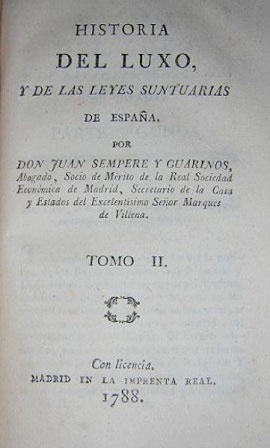 HISTORIA
DEL LUXO,
Y DE LAS LEYES SUNTUARIAS
DE ESPAÑA.
POR
DON JUAN SEMPERE Y GUARINOS,
Abogado, Socio de Mérito de la Real Sociedad
Económica de Madrid, Secretario de la Casa
y Estados del Excelentísimo Señor Marques
de Villena.
TOMO II.
Con licencia.
MADRID EN LA IMPRENTA REAL.
1788.